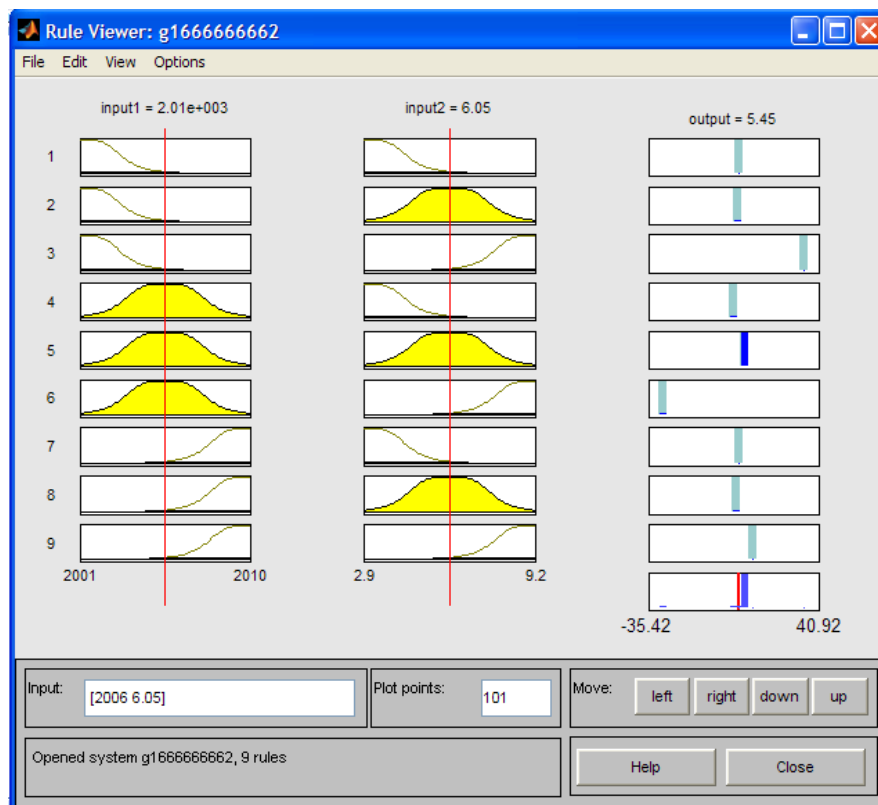 Rule Viewer: g1666666662
File Edit View Options
input1 = 2.01e+003
input2 = 6.05
output = 5.45
1
2
3
4
5
6
7
8
9
2001 2010
2.9 9.2
-35.42 40.92
Input: [2006 6.05]
Plot points: 101
Move: left right down up
Opened system g1666666662, 9 rules
Help Close